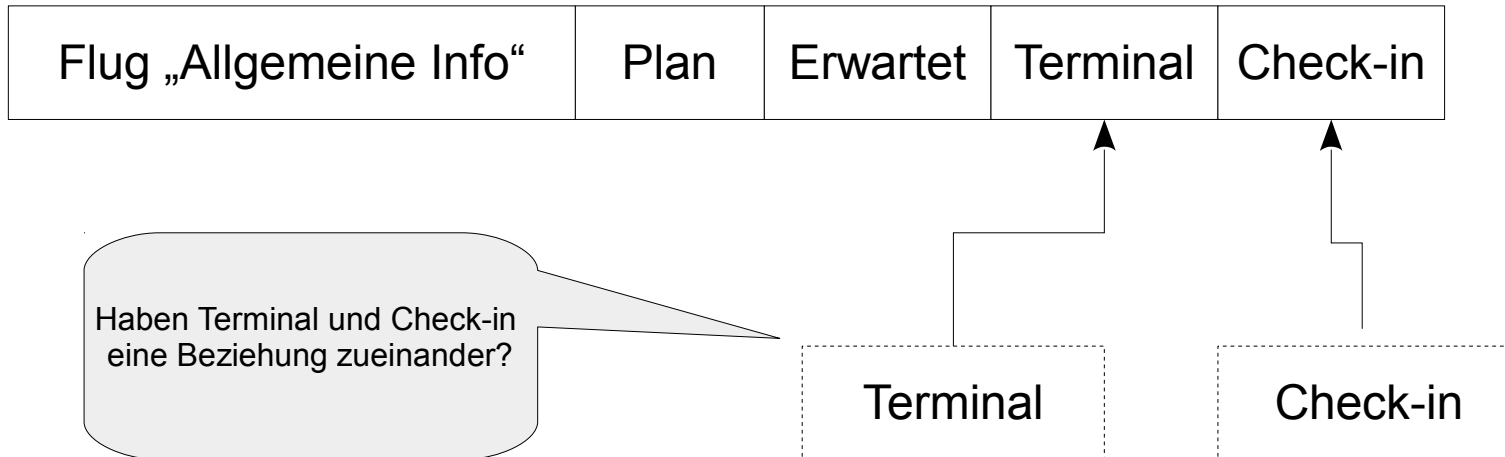 Flug „Allgemeine Info“ Plan Erwartet Terminal Check-in
Haben Terminal und Check-in
eine Beziehung zueinander?
Terminal Check-in